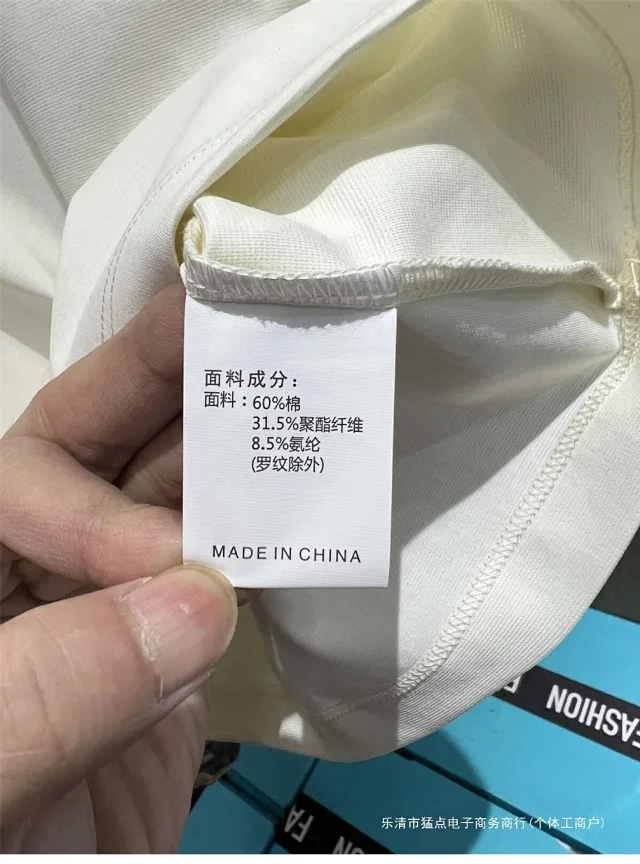 面料成分：
面料：60%棉
31.5%聚酯纤维
8.5%氨纶
(罗纹除外)
MADE IN CHINA
FASHION
FA
FA
乐清市猛点电子商务商行(个体工商户)